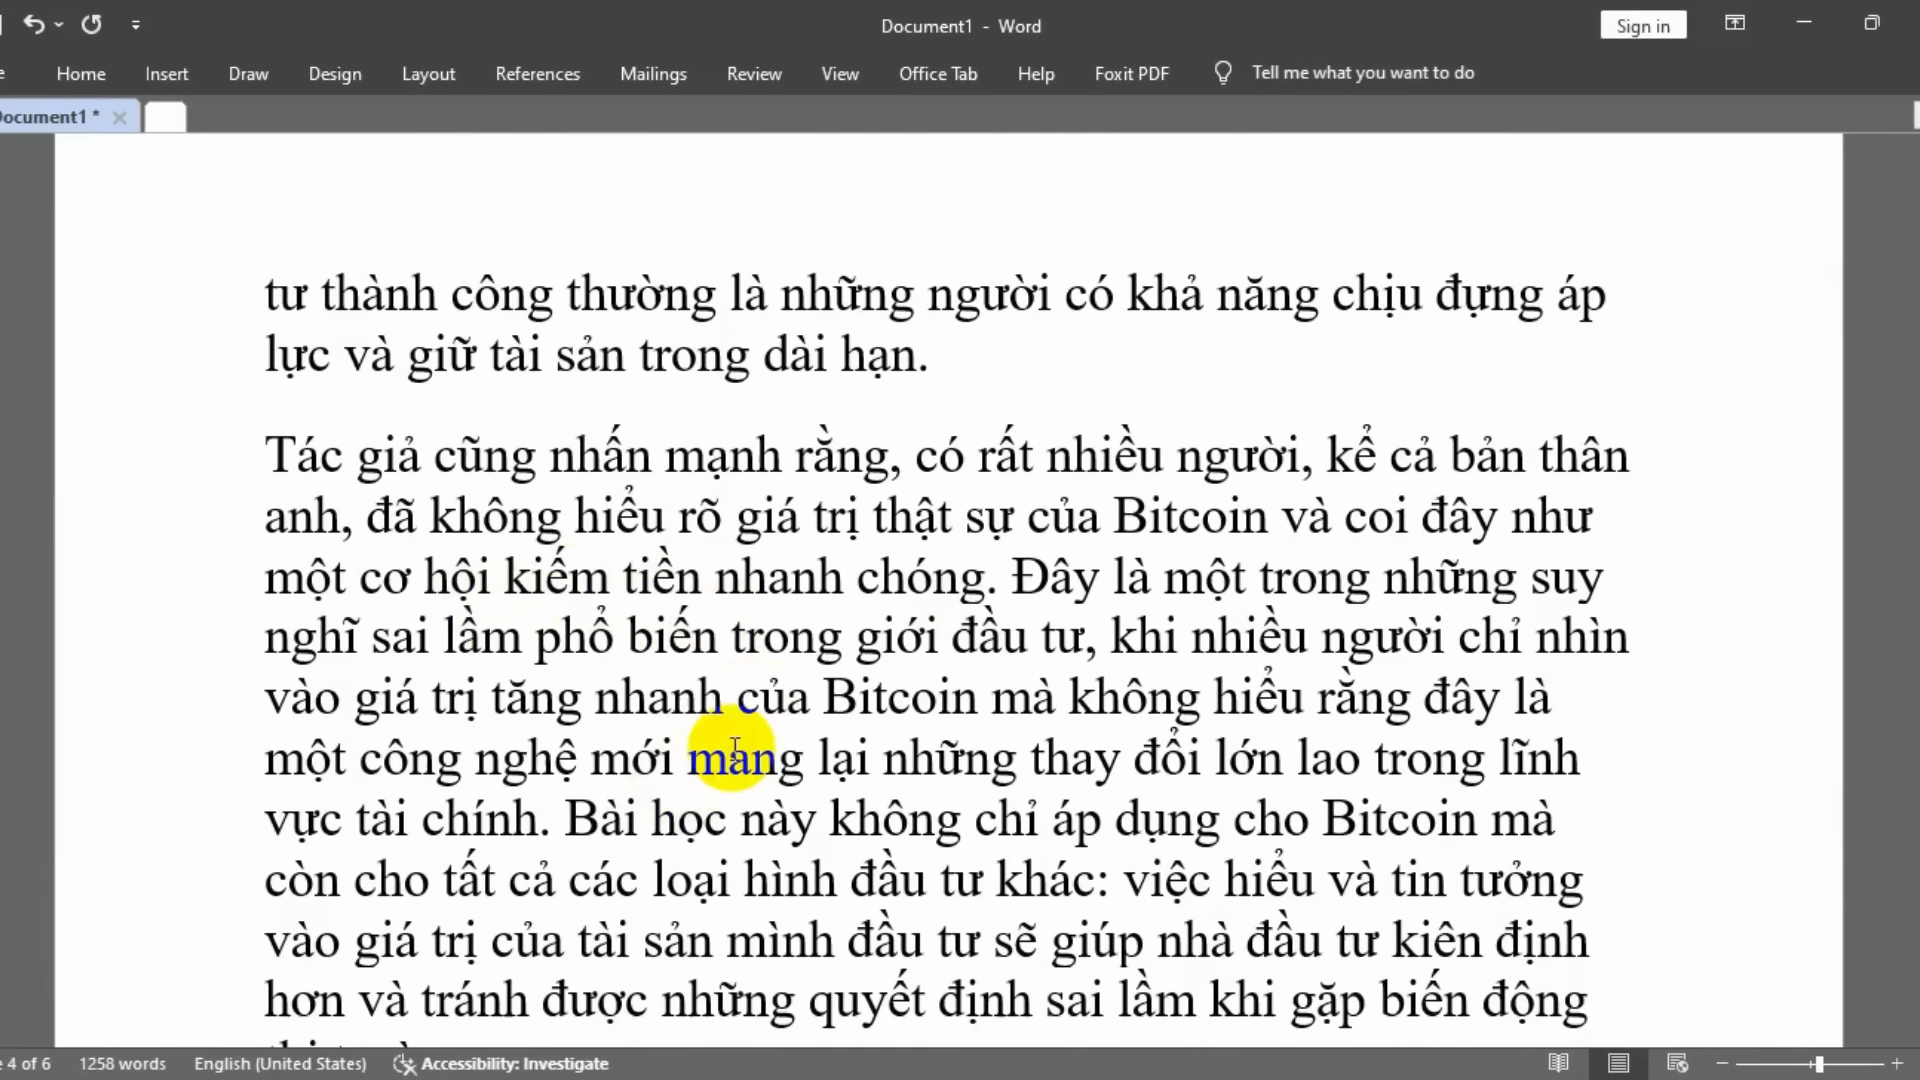 Document1 - Word
Sign in
Home Insert Draw Design Layout References Mailings Review View Office Tab Help Foxit PDF Tell me what you want to do
ocument1 *
tư thành công thường là những người có khả năng chịu đựng áp
lực và giữ tài sản trong dài hạn.
Tác giả cũng nhấn mạnh rằng, có rất nhiều người, kể cả bản thân
anh, đã không hiểu rõ giá trị thật sự của Bitcoin và coi đây như
một cơ hội kiếm tiền nhanh chóng. Đây là một trong những suy
nghĩ sai lầm phổ biến trong giới đầu tư, khi nhiều người chỉ nhìn
vào giá trị tăng nhanh của Bitcoin mà không hiểu rằng đây là
một công nghệ mới mang lại những thay đổi lớn lao trong lĩnh
vực tài chính. Bài học này không chỉ áp dụng cho Bitcoin mà
còn cho tất cả các loại hình đầu tư khác: việc hiểu và tin tưởng
vào giá trị của tài sản mình đầu tư sẽ giúp nhà đầu tư kiên định
hơn và tránh được những quyết định sai lầm khi gặp biến động
4 of 6 1258 words English (United States) Accessibility: Investigate